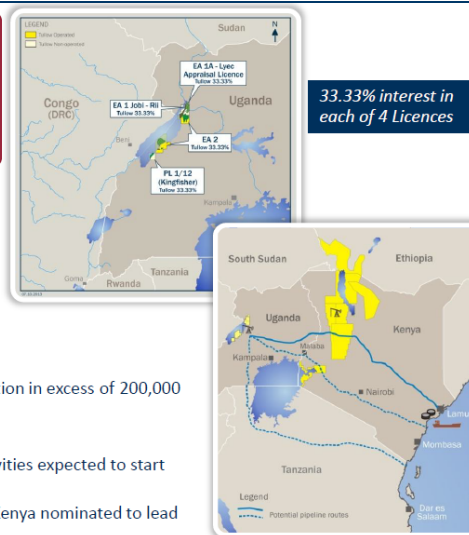 LEGEND
Tullow Operated
Tullow Non-operated
Sudan
N
EA 1A - Lyec
Appraisal Licence
Tullow 33.33%
Congo
(DRC)
EA 1 Jobi - Rii
Tullow 33.33%
Uganda
Beni
EA 2
Tullow 33.33%
PL 1/12
(Kingfisher)
Tullow 33.33%
Kampala
Goma
Rwanda
Tanzania
33.33% interest in
each of 4 Licences
South Sudan
Ethiopia
Uganda
Kenya
Kampala
Nairobi
Lamu
Mombasa
Tanzania
Dar es
Salaam
Legend
Potential pipeline routes
tion in excess of 200,000
vities expected to start
Kenya nominated to lead